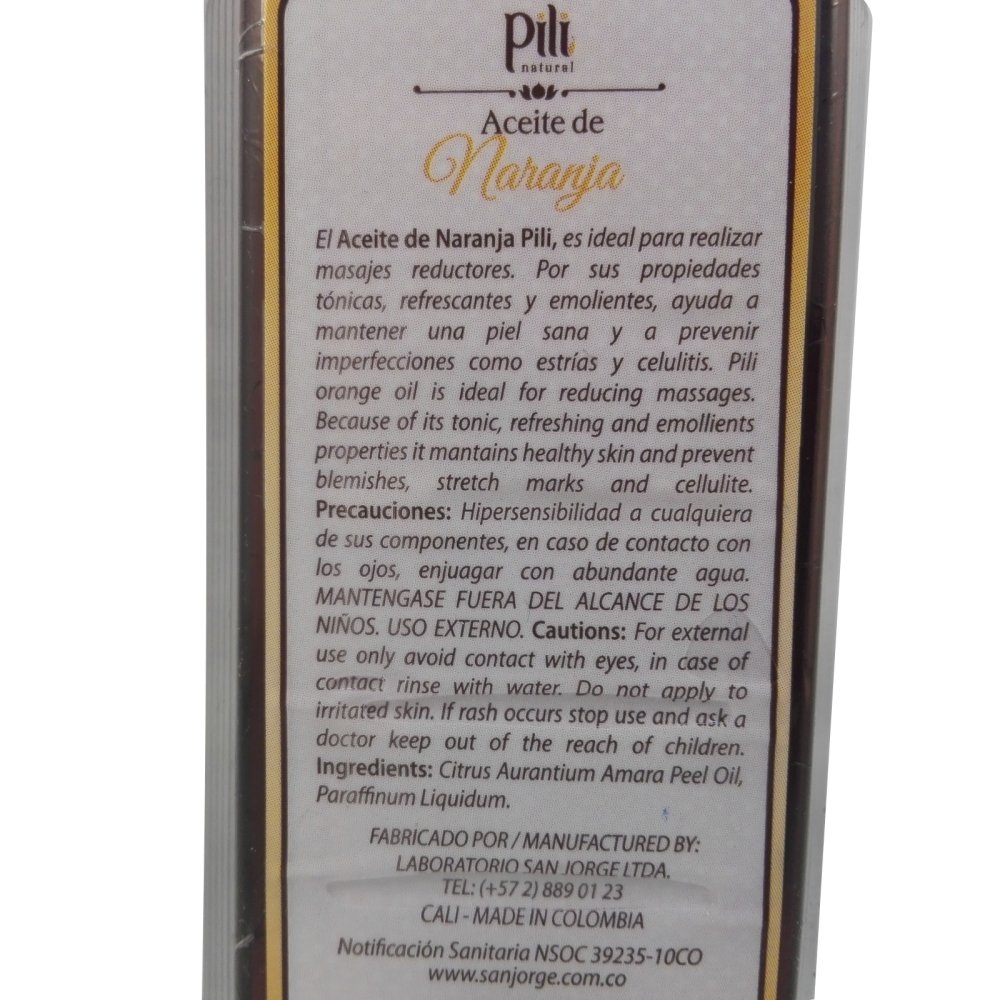 Pili
natural
Aceite de
Naranja
El Aceite de Naranja Pili, es ideal para realizar
masajes reductores. Por sus propiedades
tónicas, refrescantes y emolientes, ayuda a
mantener una piel sana y a prevenir
imperfecciones como estrías y celulitis. Pili
orange oil is ideal for reducing massages.
Because of its tonic, refreshing and emollients
properties it mantains healthy skin and prevent
blemishes, stretch marks and cellulite.
Precauciones: Hipersensibilidad a cualquiera
de sus componentes, en caso de contacto con
los ojos, enjuagar con abundante agua.
MANTENGASE FUERA DEL ALCANCE DE LOS
NIÑOS. USO EXTERNO. Cautions: For external
use only avoid contact with eyes, in case of
contact rinse with water. Do not apply to
irritated skin. If rash occurs stop use and ask a
doctor keep out of the reach of children.
Ingredients: Citrus Aurantium Amara Peel Oil,
Paraffinum Liquidum.
FABRICADO POR / MANUFACTURED BY:
LABORATORIO SAN JORGE LTDA.
TEL: (+57 2) 889 01 23
CALI - MADE IN COLOMBIA
Notificación Sanitaria NSOC 39235-10CO
www.sanjorge.com.co